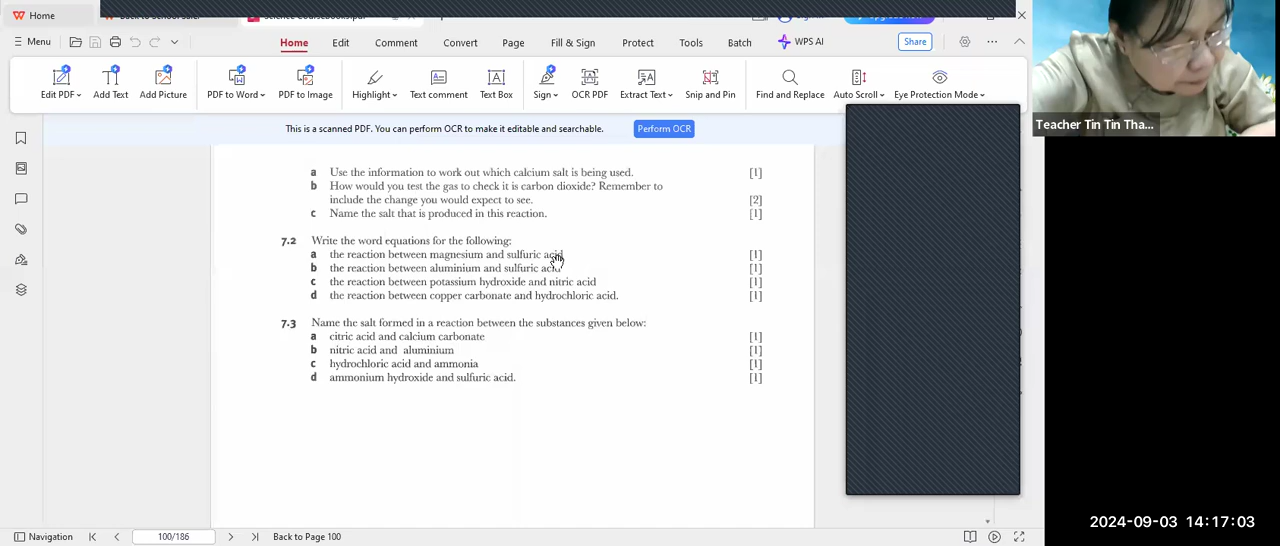 Home
Menu
Home Edit Comment Convert Page Fill & Sign Protect Tools Batch WPS AI Share
Edit PDF Add Text Add Picture PDF to Word PDF to Image Highlight Text comment Text Box Sign OCR PDF Extract Text Snip and Pin Find and Replace Auto Scroll Eye Protection Mode
This is a scanned PDF. You can perform OCR to make it editable and searchable. Perform OCR
Teacher Tin Tin Tha...
a Use the information to work out which calcium salt is being used. [1]
b How would you test the gas to check it is carbon dioxide? Remember to
include the change you would expect to see. [2]
c Name the salt that is produced in this reaction. [1]
7.2 Write the word equations for the following:
a the reaction between magnesium and sulfuric acid [1]
b the reaction between aluminium and sulfuric acid [1]
c the reaction between potassium hydroxide and nitric acid [1]
d the reaction between copper carbonate and hydrochloric acid. [1]
7.3 Name the salt formed in a reaction between the substances given below:
a citric acid and calcium carbonate [1]
b nitric acid and aluminium [1]
c hydrochloric acid and ammonia [1]
d ammonium hydroxide and sulfuric acid. [1]
2024-09-03 14:17:03
Navigation 100/186 Back to Page 100